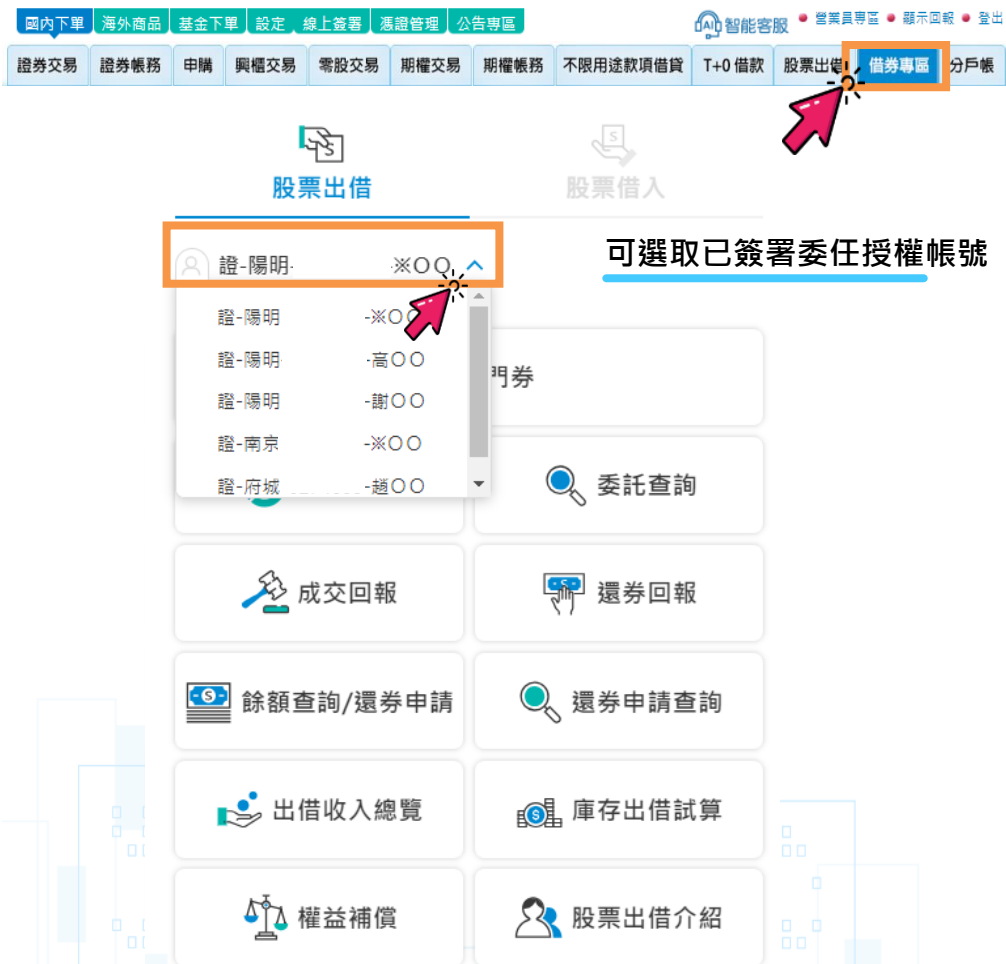 國內下單 海外商品 基金下單 設定 線上簽署 憑證管理 公告專區 AI 智能客服 營業員專區 顯示回報 登出
證券交易 證券帳務 申購 興櫃交易 零股交易 期權交易 期權帳務 不限用途款項借貸 T+0 借款 股票出借 借券專區 分戶帳
股票出借 股票借入
證-陽明- -※OO 可選取已簽署委任授權帳號
證-陽明 -※O
證-陽明- -高OO
門券
證-陽明 -謝OO
證-南京 -※OO
證-府城 -趙OO 委託查詢
成交回報 還券回報
餘額查詢/還券申請 還券申請查詢
出借收入總覽 庫存出借試算
權益補償 股票出借介紹